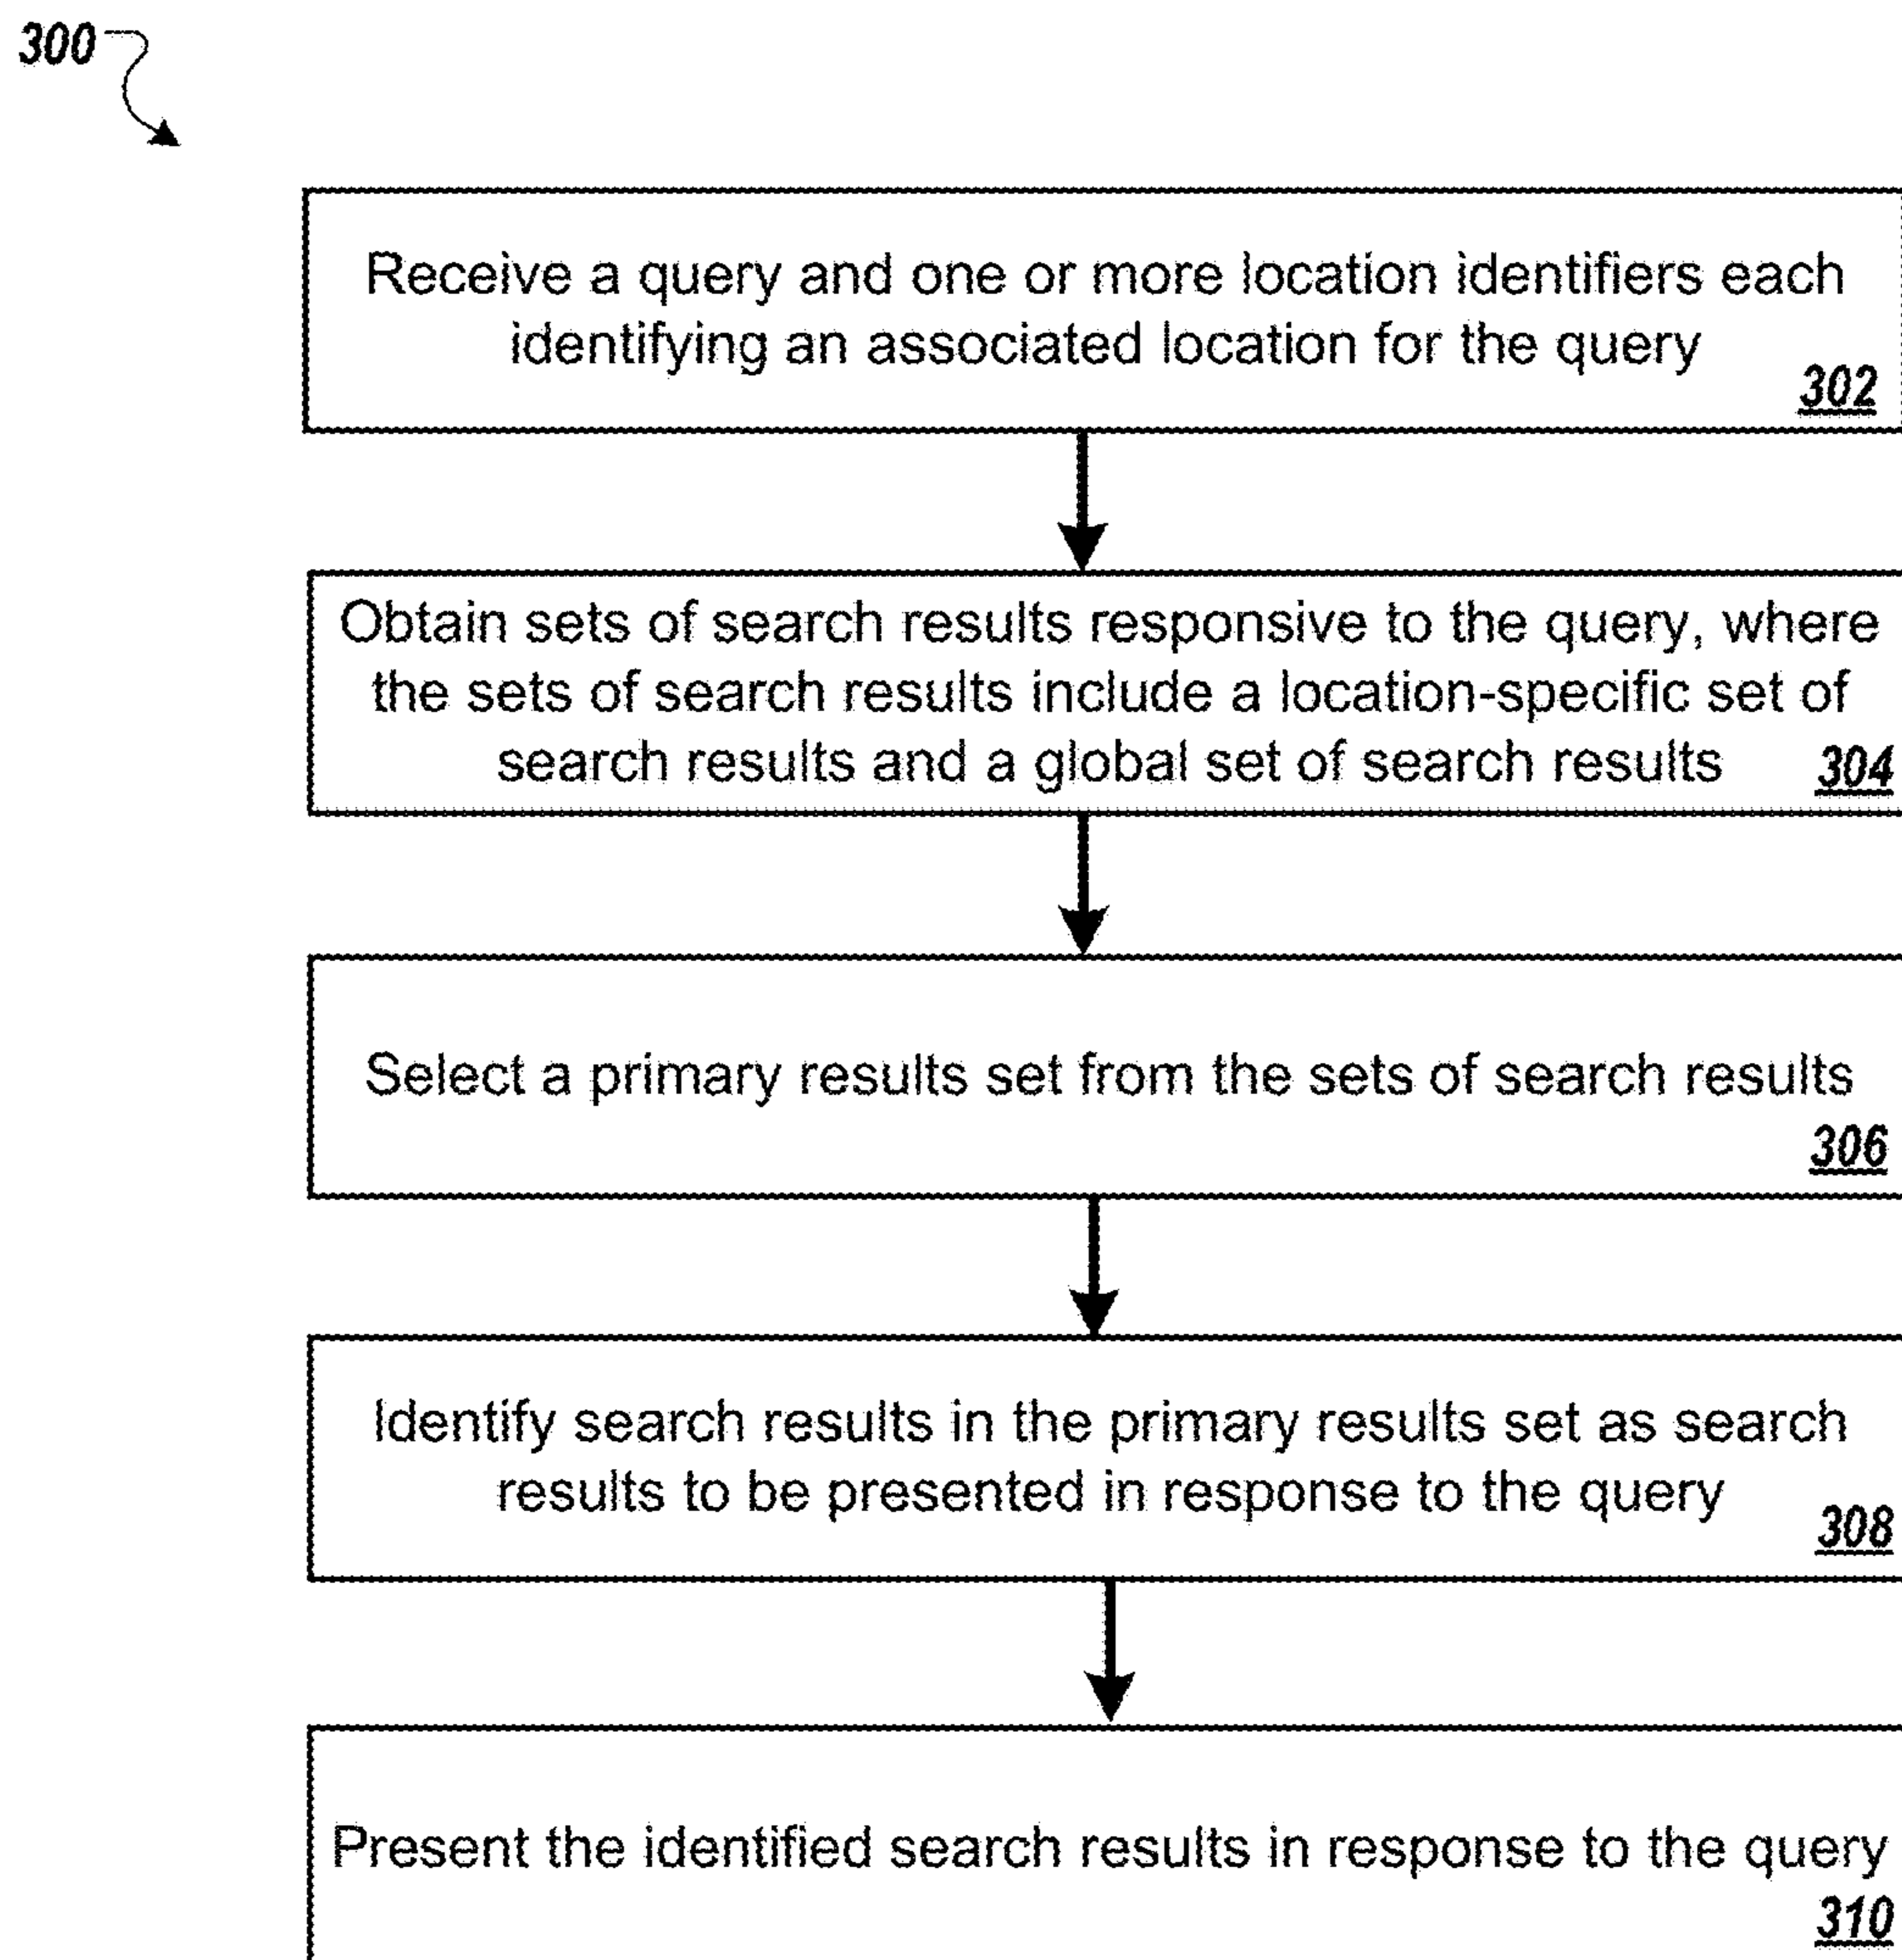 300
Receive a query and one or more location identifiers each
identifying an associated location for the query
302
Obtain sets of search results responsive to the query, where
the sets of search results include a location-specific set of
search results and a global set of search results
304
Select a primary results set from the sets of search results
306
Identify search results in the primary results set as search
results to be presented in response to the query
308
Present the identified search results in response to the query
310